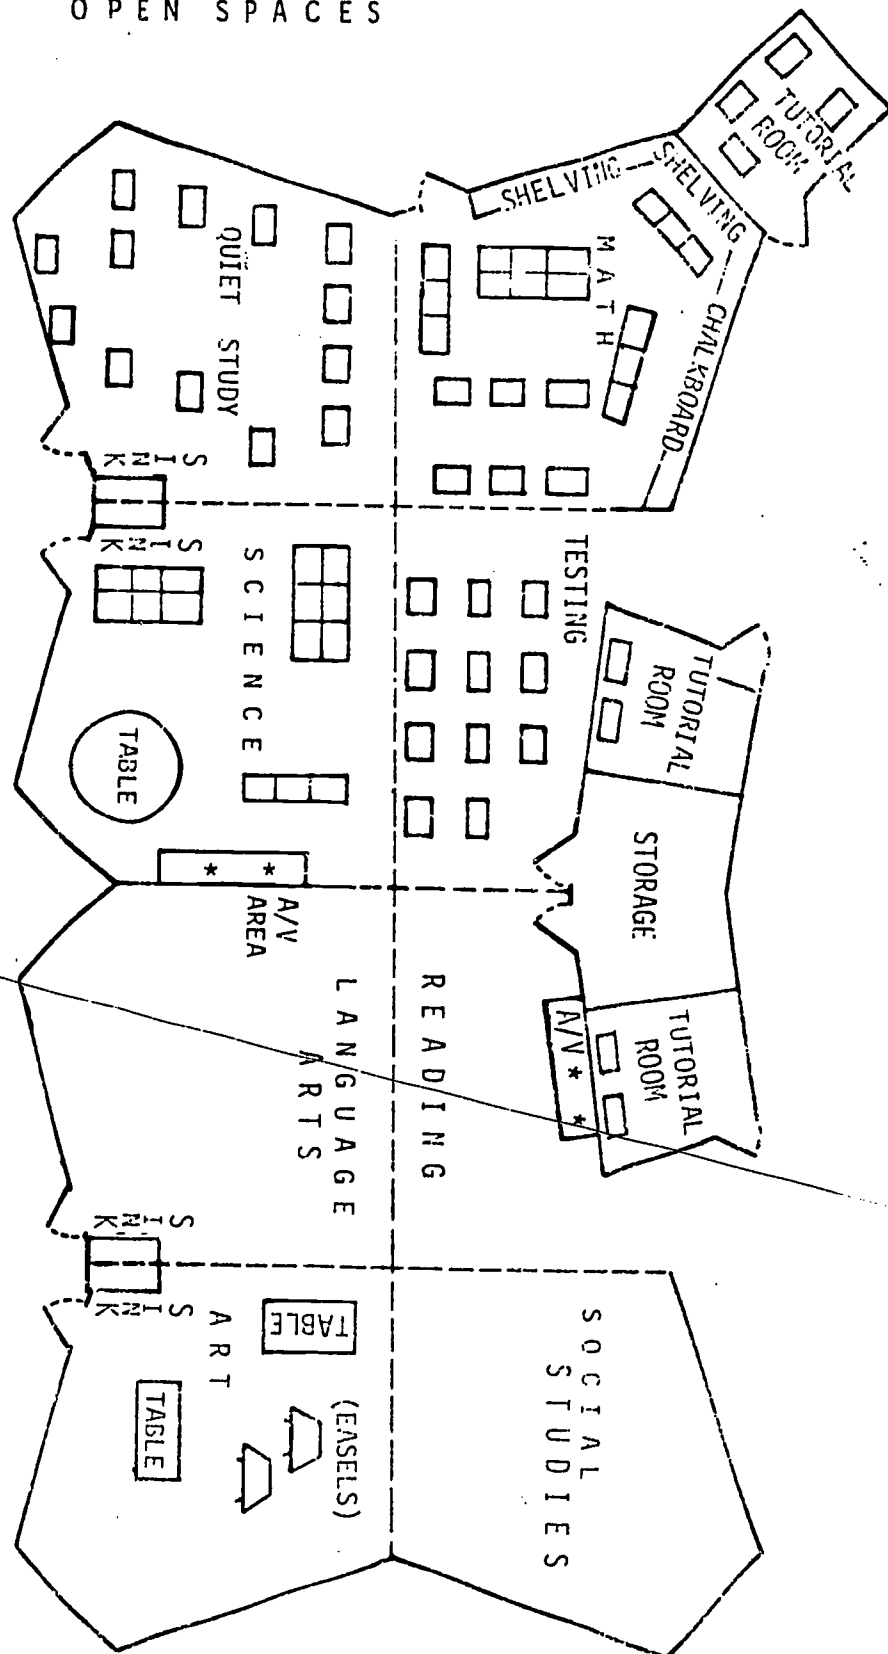 OPEN SPACES
TUTORIAL
ROOM
SHELVING
SHELVING
CHALKBOARD
MATH
QUIET STUDY
SINK
SINK
SCIENCE
TESTING
TABLE
TUTORIAL
ROOM
STORAGE
A/V
AREA
* *
TUTORIAL
ROOM
A/V * *
READING
LANGUAGE
ARTS
SINK
SINK
ART
TABLE
TABLE
(EASELS)
SOCIAL
STUDIES